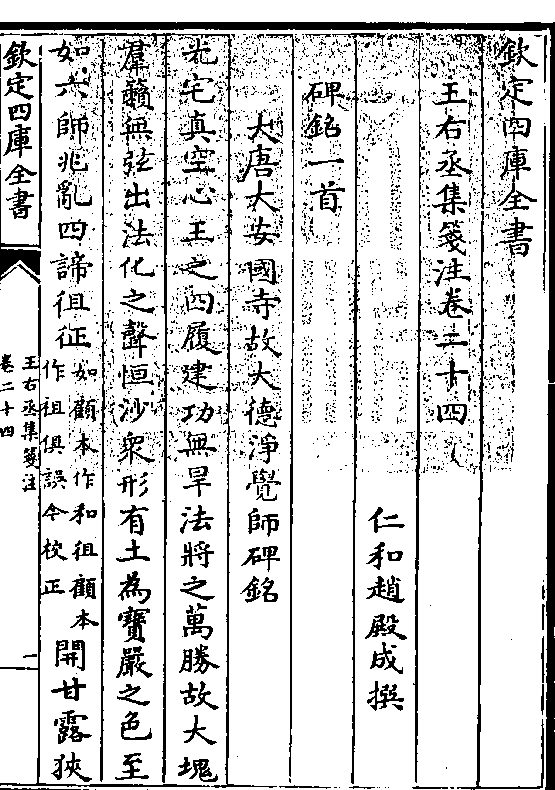 欽定四庫全書
王右丞集箋注卷二十四
仁和趙殿成撰
碑銘一首
大唐大安國寺故大德淨覺師碑銘
光宅真空心王之四履建功無旱法將之萬勝故大塊
羣籟無弦出法化之聲恒沙衆形有土為寳嚴之色至
如六師兆亂四諦徂征如顧本作和徂顧本作祖俱誤今校正開甘露狹
欽定四庫全書
王右丞集箋注
卷二十四
一